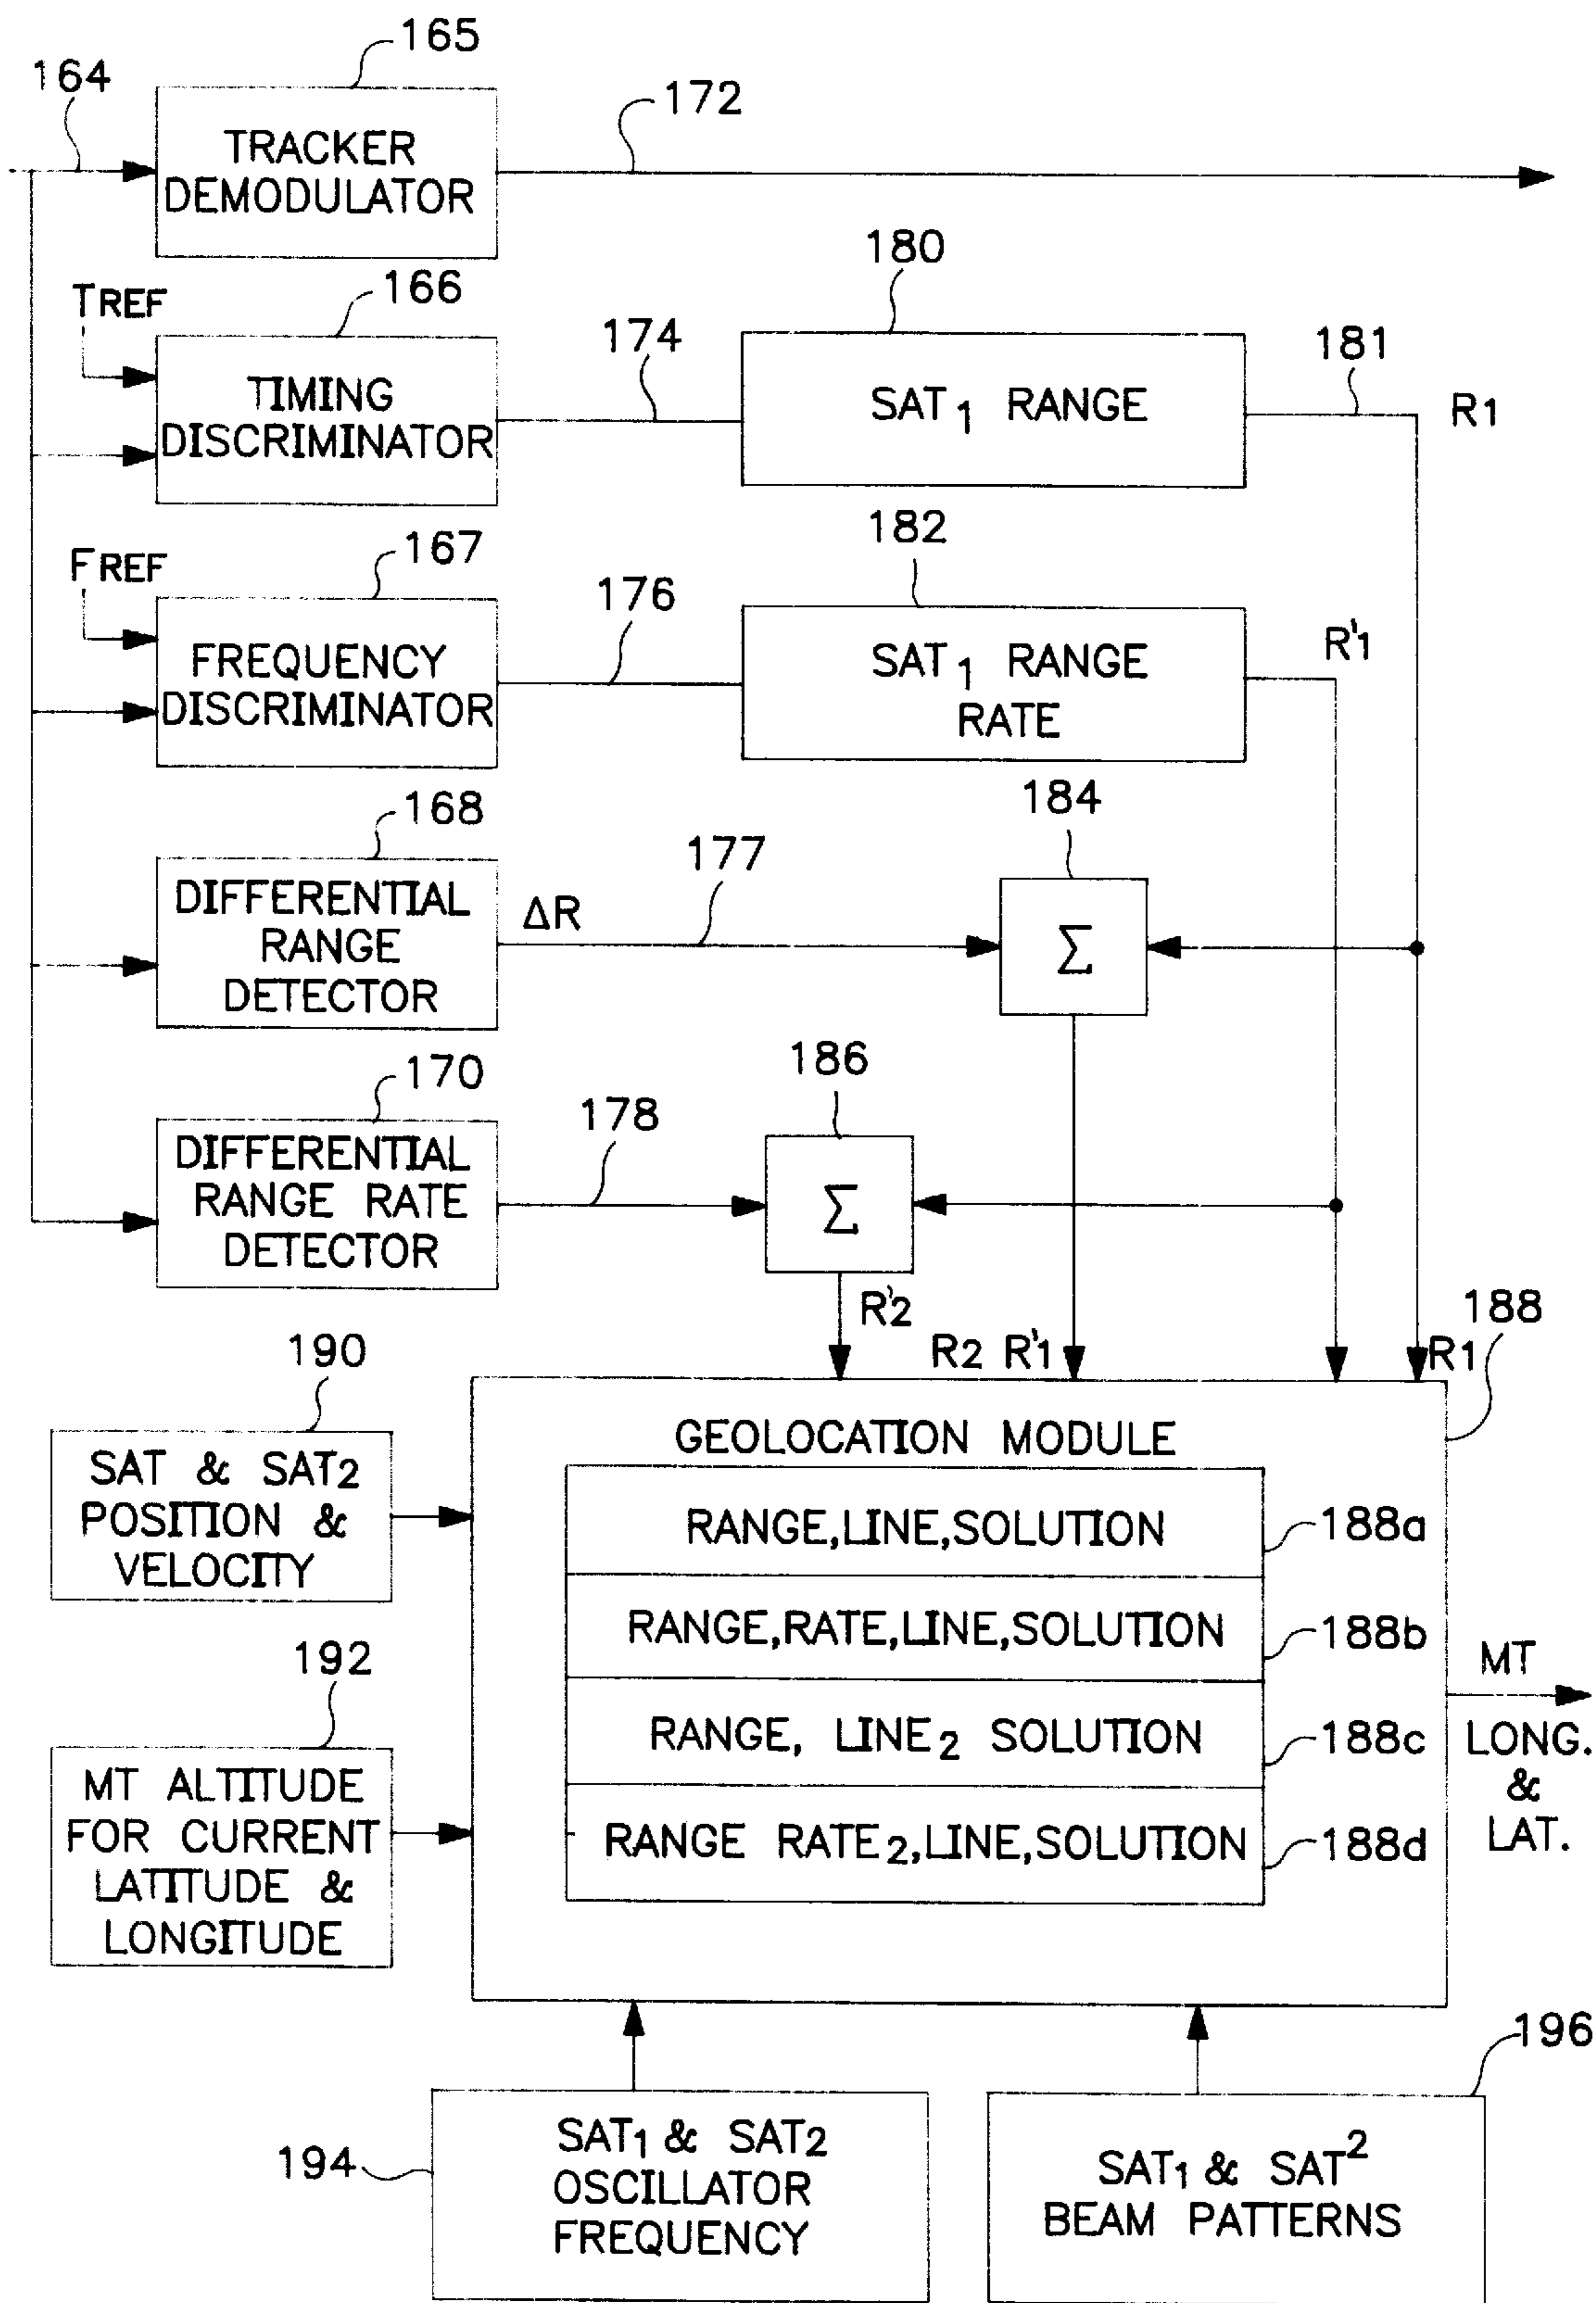 165
164
172
TRACKER
DEMODULATOR
180
TREF
166
174
181
TIMING
DISCRIMINATOR
SAT1 RANGE
R1
182
FREF
167
176
R'1
FREQUENCY
DISCRIMINATOR
SAT1 RANGE
RATE
184
168
177
DIFFERENTIAL
RANGE
DETECTOR
ΔR
Σ
186
170
178
DIFFERENTIAL
RANGE RATE
DETECTOR
Σ
R'2
188
R2 R'1
R1
190
GEOLOCATION MODULE
SAT & SAT2
POSITION &
VELOCITY
RANGE,LINE,SOLUTION
188a
RANGE,RATE,LINE,SOLUTION
188b
192
MT
RANGE, LINE2 SOLUTION
188c
LONG.
&
LAT.
MT ALTITUDE
FOR CURRENT
LATITUDE &
LONGITUDE
RANGE RATE2,LINE,SOLUTION
188d
196
194
SAT1 & SAT2
OSCILLATOR
FREQUENCY
SAT1 & SAT2
BEAM PATTERNS